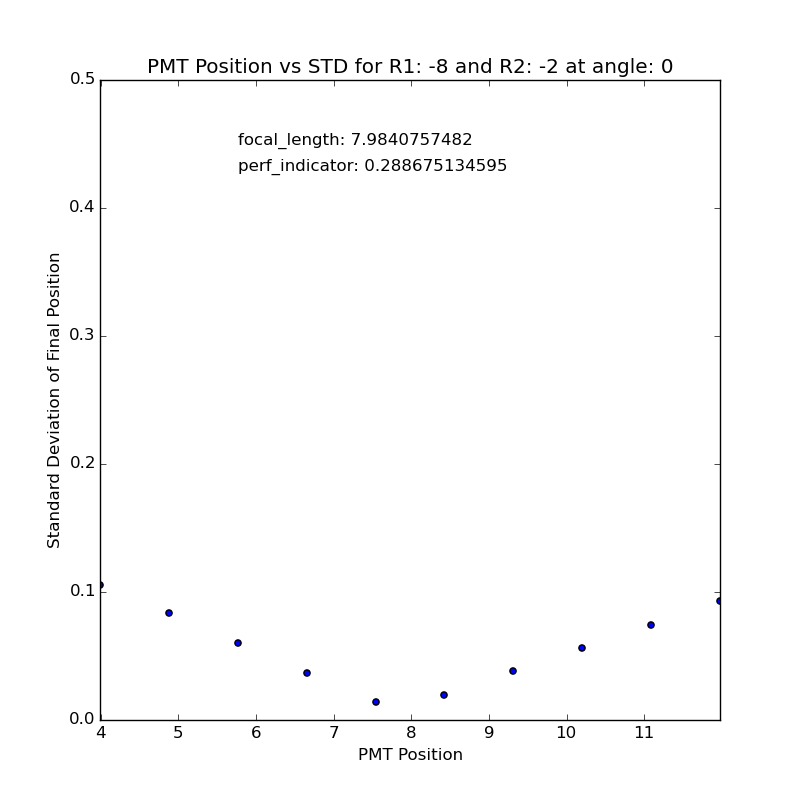 PMT Position vs STD for R1: -8 and R2: -2 at angle: 0
focal_length: 7.9840757482
perf_indicator: 0.288675134595
Standard Deviation of Final Position
0.5
0.4
0.3
0.2
0.1
0.0
4 5 6 7 8 9 10 11
PMT Position